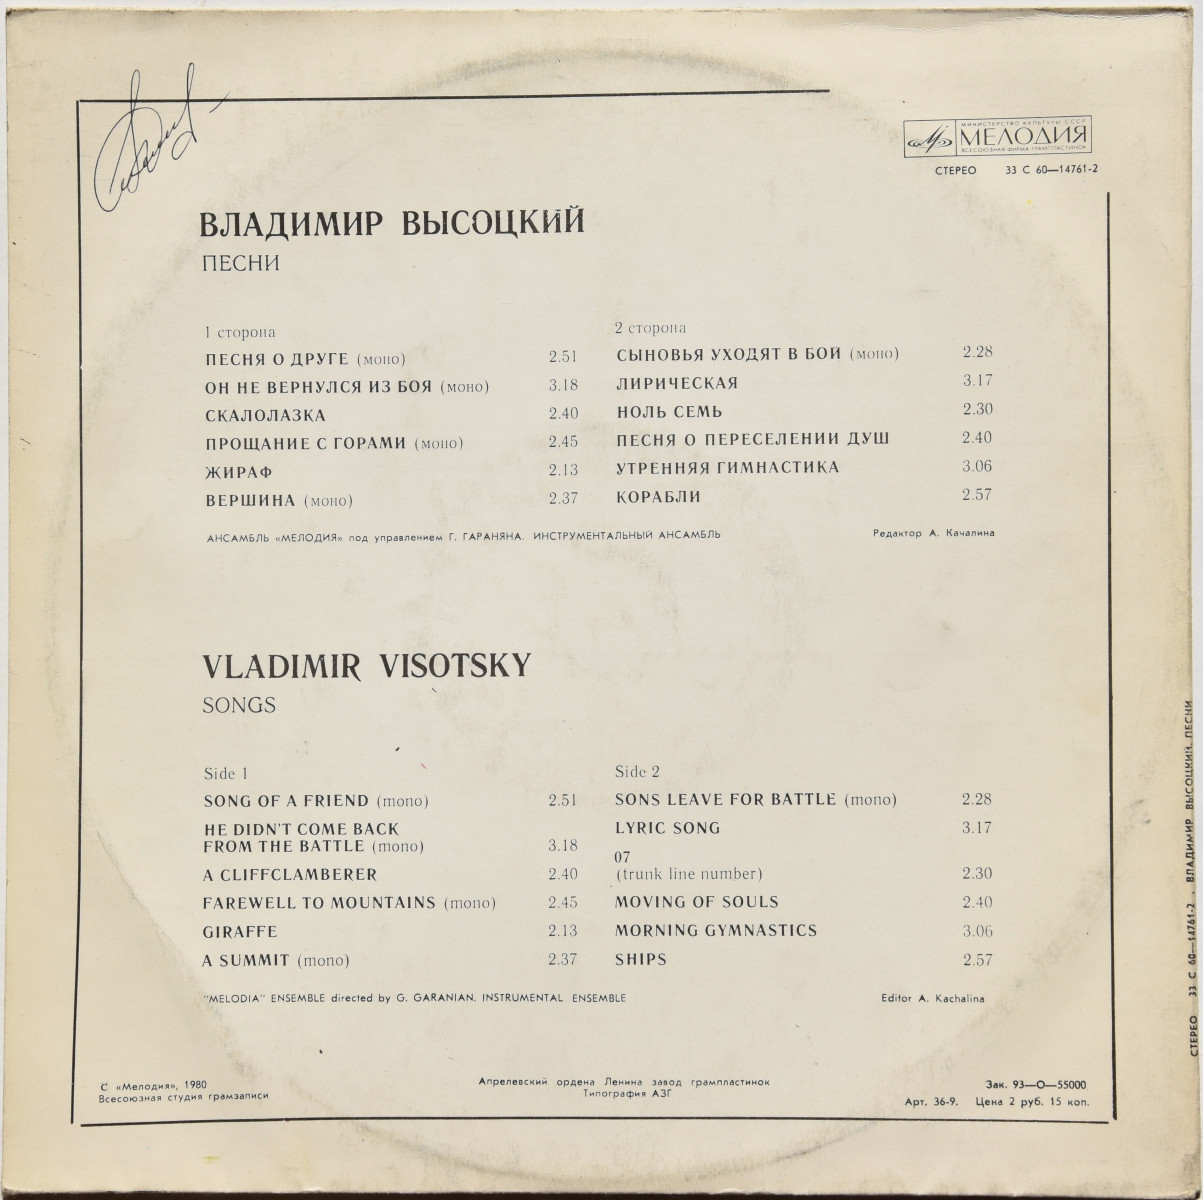 МИНИСТЕРСТВО КУЛЬТУРЫ СССР
МЕЛОДИЯ
ВСЕСОЮЗНАЯ ФИРМА ГРАМПЛАСТИНОК
СТЕРЕО 33 С 60—14761-2
ВЛАДИМИР ВЫСОЦКИЙ
ПЕСНИ
1 сторона
ПЕСНЯ О ДРУГЕ (моно) 2.51
ОН НЕ ВЕРНУЛСЯ ИЗ БОЯ (моно) 3.18
СКАЛОЛАЗКА 2.40
ПРОЩАНИЕ С ГОРАМИ (моно) 2.45
ЖИРАФ 2.13
ВЕРШИНА (моно) 2.37
2 сторона
СЫНОВЬЯ УХОДЯТ В БОЙ (моно) 2.28
ЛИРИЧЕСКАЯ 3.17
НОЛЬ СЕМЬ 2.30
ПЕСНЯ О ПЕРЕСЕЛЕНИИ ДУШ 2.40
УТРЕННЯЯ ГИМНАСТИКА 3.06
КОРАБЛИ 2.57
АНСАМБЛЬ «МЕЛОДИЯ» под управлением Г. ГАРАНЯНА. ИНСТРУМЕНТАЛЬНЫЙ АНСАМБЛЬ
Редактор А. Качалина
VLADIMIR VISOTSKY
SONGS
Side 1
SONG OF A FRIEND (mono) 2.51
HE DIDN'T COME BACK
FROM THE BATTLE (mono) 3.18
A CLIFFCLAMBERER 2.40
FAREWELL TO MOUNTAINS (mono) 2.45
GIRAFFE 2.13
A SUMMIT (mono) 2.37
Side 2
SONS LEAVE FOR BATTLE (mono) 2.28
LYRIC SONG 3.17
07
(trunk line number) 2.30
MOVING OF SOULS 2.40
MORNING GYMNASTICS 3.06
SHIPS 2.57
"MELODIA" ENSEMBLE directed by G. GARANIAN. INSTRUMENTAL ENSEMBLE
Editor A. Kachalina
С «Мелодия», 1980
Всесоюзная студия грамзаписи
Апрелевский ордена Ленина завод грампластинок
Типография АЗГ
Зак. 93—О—55000
Арт. 36-9. Цена 2 руб. 15 коп.
СТЕРЕО 33 С 60—14761-2 . ВЛАДИМИР ВЫСОЦКИЙ. ПЕСНИ